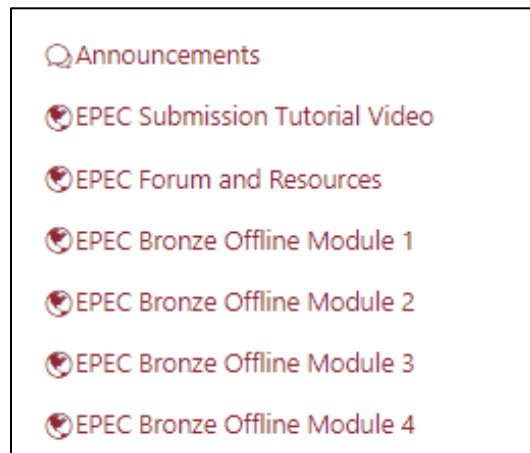 Announcements
EPEC Submission Tutorial Video
EPEC Forum and Resources
EPEC Bronze Offline Module 1
EPEC Bronze Offline Module 2
EPEC Bronze Offline Module 3
EPEC Bronze Offline Module 4